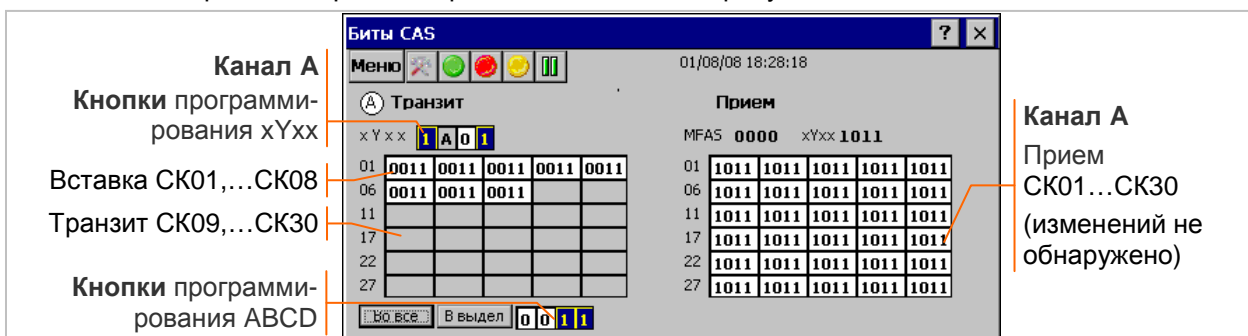 Биты CAS ? ×
Меню 01/08/08 18:28:18
A Транзит
Прием
x Y x x 1 A 0 1
MFAS 0000 xYxx 1011
01 0011 0011 0011 0011 0011
06 0011 0011 0011
11
17
22
27
01 1011 1011 1011 1011 1011
06 1011 1011 1011 1011 1011
11 1011 1011 1011 1011 1011
17 1011 1011 1011 1011 1011
22 1011 1011 1011 1011 1011
27 1011 1011 1011 1011 1011
Во все В выдел 0 0 1 1
Канал А
Кнопки программи-
рования xYxx
Вставка СК01,…СК08
Транзит СК09,…СК30
Кнопки программи-
рования ABCD
Канал А
Прием
СК01…СК30
(изменений не
обнаружено)